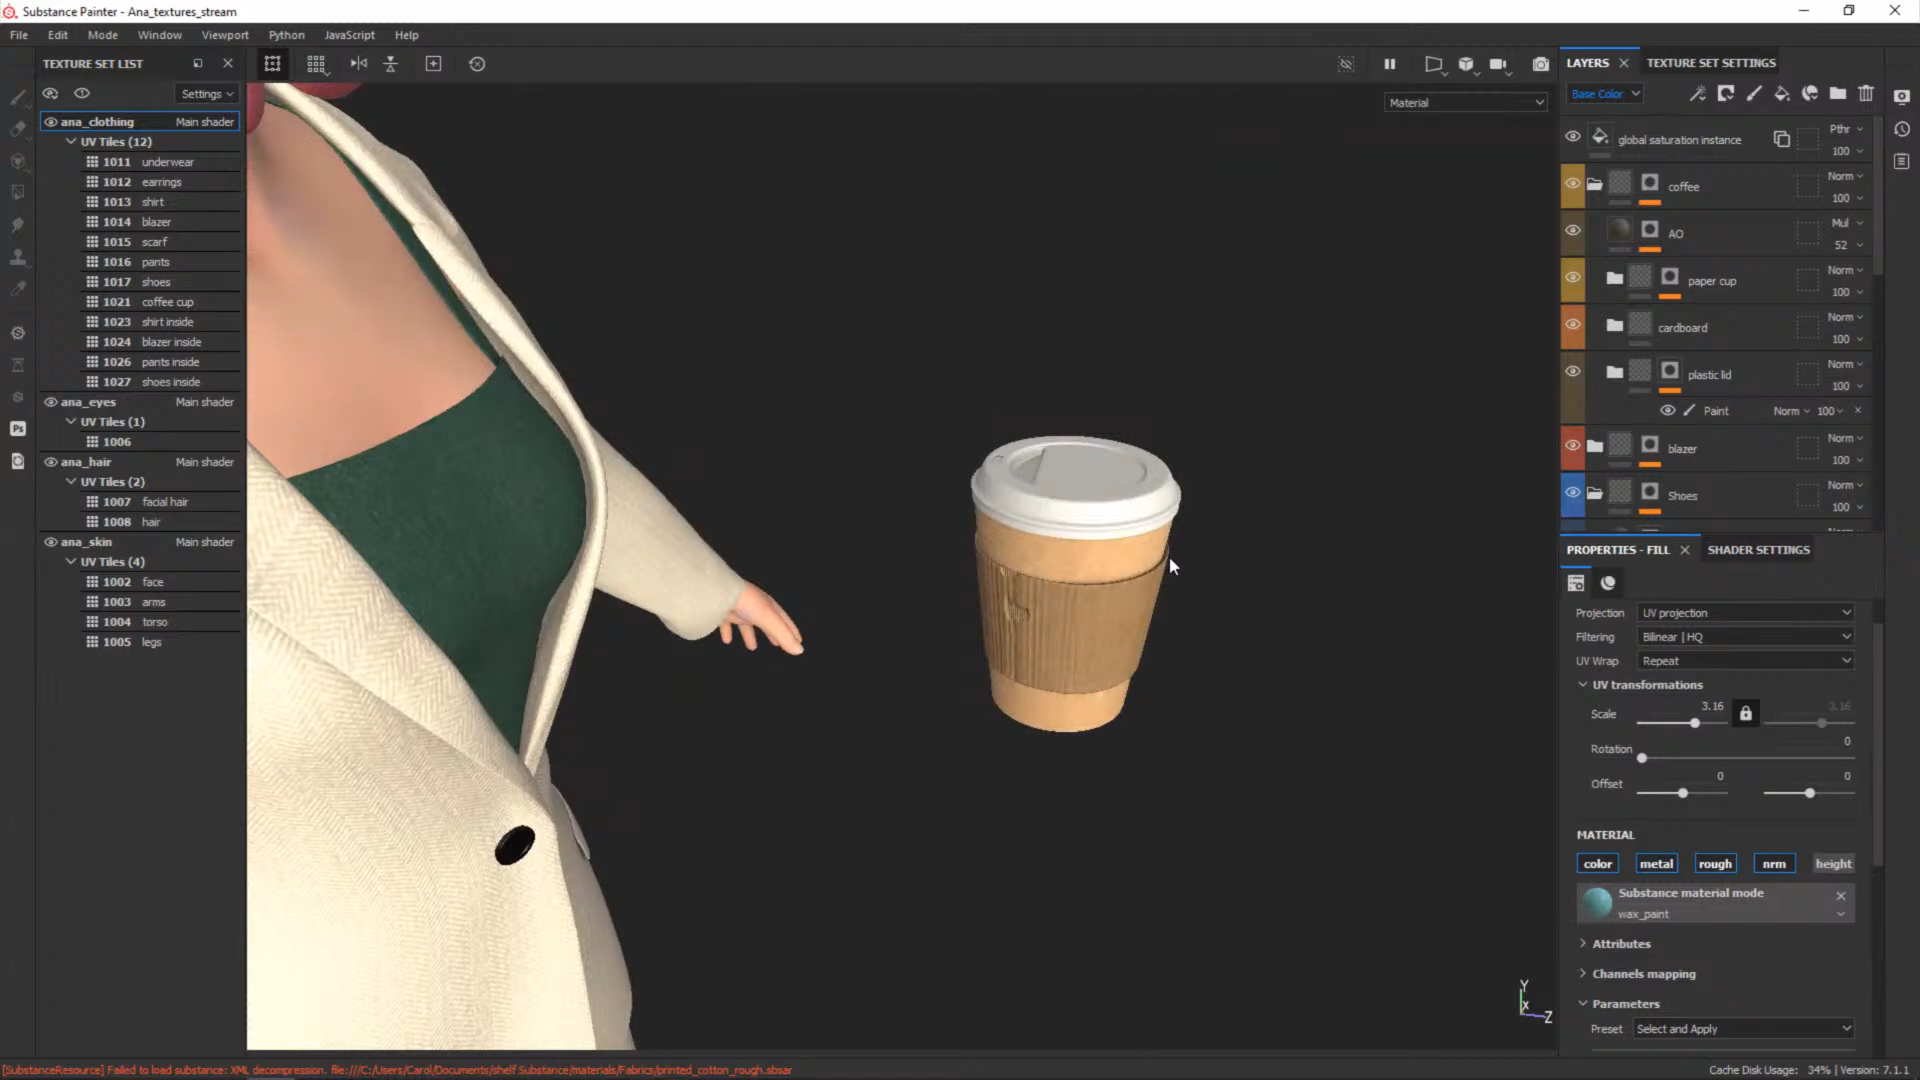 Substance Painter - Ana_textures_stream
File Edit Mode Window Viewport Python JavaScript Help
TEXTURE SET LIST
Settings
ana_clothing Main shader
UV Tiles (12)
1011 underwear
1012 earrings
1013 shirt
1014 blazer
1015 scarf
1016 pants
1017 shoes
1021 coffee cup
1023 shirt inside
1024 blazer inside
1026 pants inside
1027 shoes inside
ana_eyes Main shader
UV Tiles (1)
1006
ana_hair Main shader
UV Tiles (2)
1007 facial hair
1008 hair
ana_skin Main shader
UV Tiles (4)
1002 face
1003 arms
1004 torso
1005 legs
Ps
Material
Y
X
Z
LAYERS TEXTURE SET SETTINGS
Base Color
global saturation instance Pthr
100
coffee Norm
100
AO Mul
52
paper cup Norm
100
cardboard Norm
100
plastic lid Norm
100
Paint Norm 100
blazer Norm
100
Shoes Norm
100
PROPERTIES - FILL SHADER SETTINGS
Projection UV projection
Filtering Bilinear | HQ
UV Wrap Repeat
UV transformations
Scale 3.16 3.16
Rotation 0
Offset 0 0
MATERIAL
color metal rough nrm height
Substance material mode
wax_paint
Attributes
Channels mapping
Parameters
Preset Select and Apply
[SubstanceResource] Failed to load substance: XML decompression. file:///C:/Users/Carol/Documents/shelf Substance/materials/Fabrics/printed_cotton_rough.sbsar
Cache Disk Usage: 34% | Version: 7.1.1